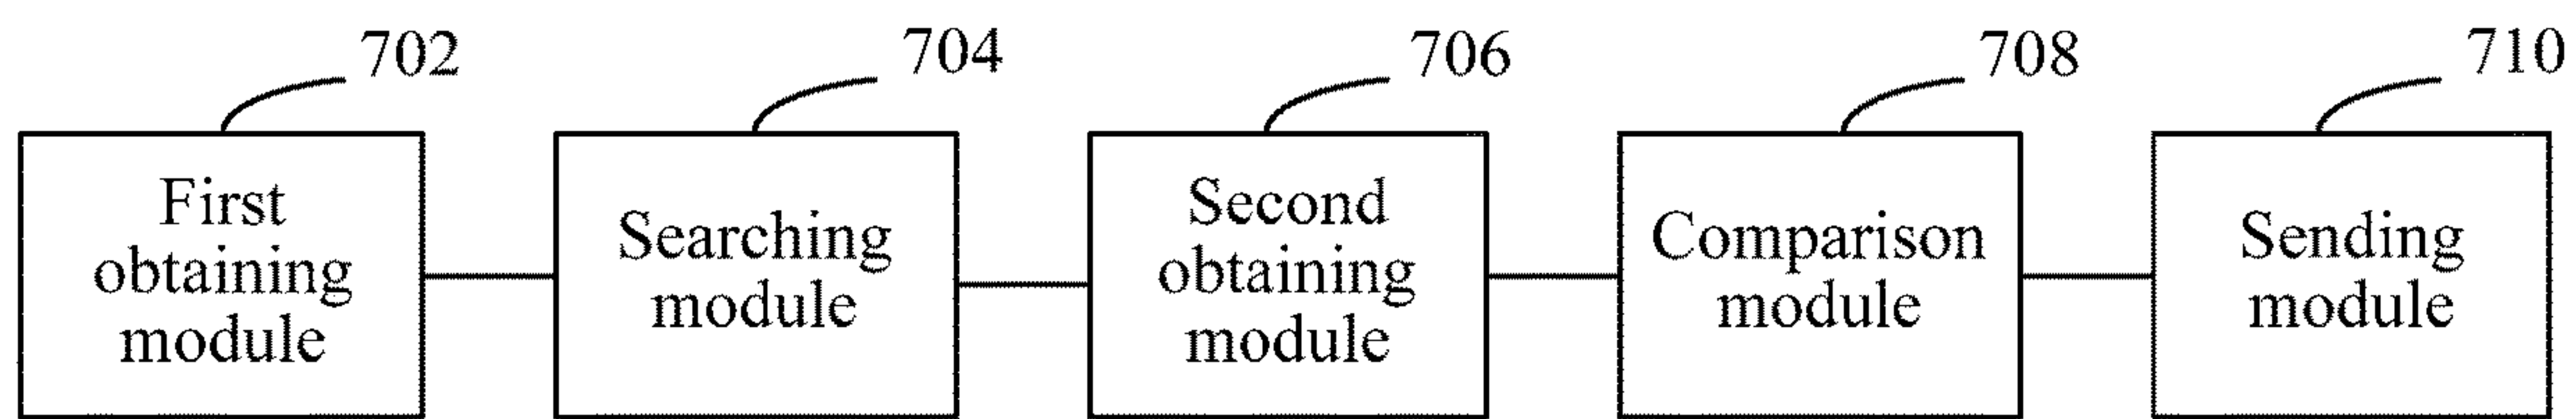 702
704
706
708
710
First
obtaining
module
Searching
module
Second
obtaining
module
Comparison
module
Sending
module